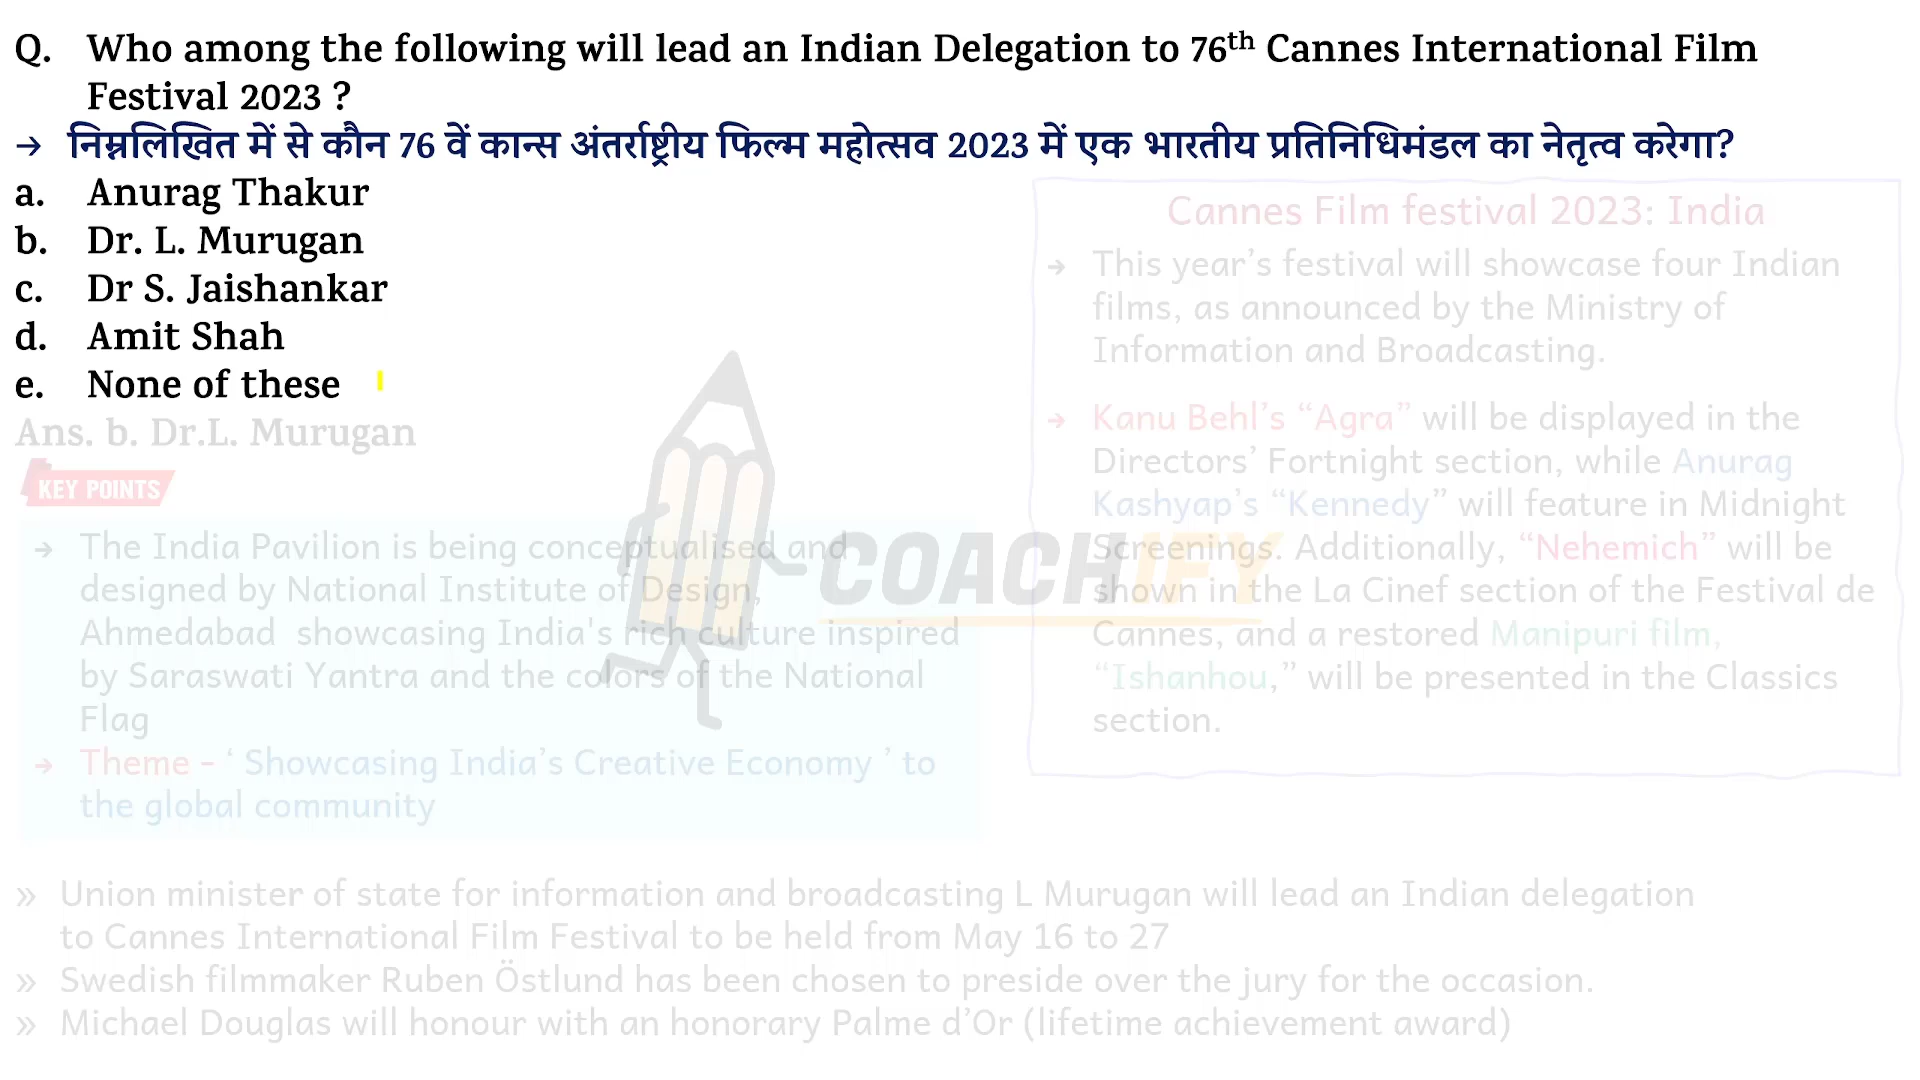 Q. Who among the following will lead an Indian Delegation to 76th Cannes International Film
Festival 2023 ?
→ निम्नलिखित में से कौन 76 वें कान्स अंतर्राष्ट्रीय फिल्म महोत्सव 2023 में एक भारतीय प्रतिनिधिमंडल का नेतृत्व करेगा?
a. Anurag Thakur
b. Dr. L. Murugan
c. Dr S. Jaishankar
d. Amit Shah
e. None of these
Ans. b. Dr.L. Murugan
KEY POINTS
→ The India Pavilion is being conceptualised and
designed by National Institute of Design,
Ahmedabad showcasing India's rich culture inspired
by Saraswati Yantra and the colors of the National
Flag
→ Theme – ‘ Showcasing India’s Creative Economy ’ to
the global community
COACHIFY
Cannes Film festival 2023: India
→ This year’s festival will showcase four Indian
films, as announced by the Ministry of
Information and Broadcasting.
→ Kanu Behl’s “Agra” will be displayed in the
Directors’ Fortnight section, while Anurag
Kashyap’s “Kennedy” will feature in Midnight
Screenings. Additionally, “Nehemich” will be
shown in the La Cinef section of the Festival de
Cannes, and a restored Manipuri film,
“Ishanhou,” will be presented in the Classics
section.
» Union minister of state for information and broadcasting L Murugan will lead an Indian delegation
to Cannes International Film Festival to be held from May 16 to 27
» Swedish filmmaker Ruben Östlund has been chosen to preside over the jury for the occasion.
» Michael Douglas will honour with an honorary Palme d’Or (lifetime achievement award)